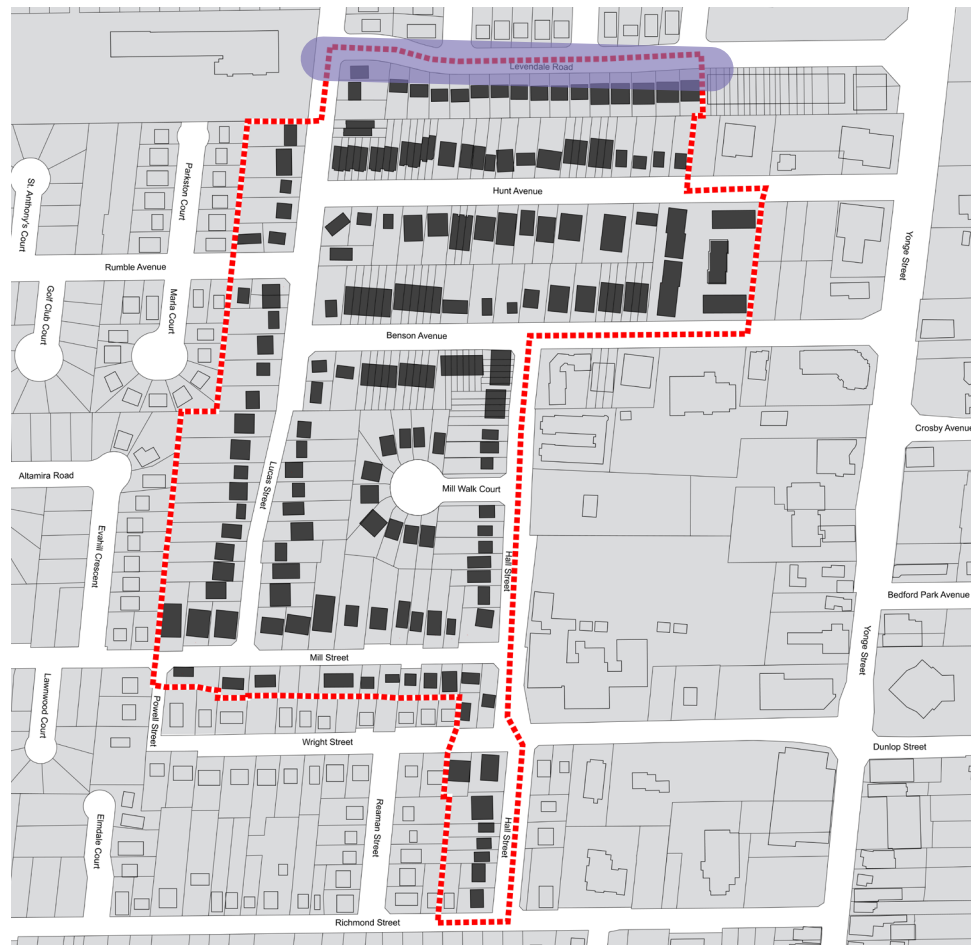 Levendale Road
Hunt Avenue
Parkston Court
St. Anthony's Court
Yonge Street
Rumble Avenue
Golf Club Court
Marla Court
Benson Avenue
Crosby Avenue
Altamira Road
Lucas Street
Mill Walk Court
Evahill Crescent
Hall Street
Bedford Park Avenue
Yonge Street
Mill Street
Lawnwood Court
Powell Street
Wright Street
Dunlop Street
Elmdale Court
Reaman Street
Hall Street
Richmond Street